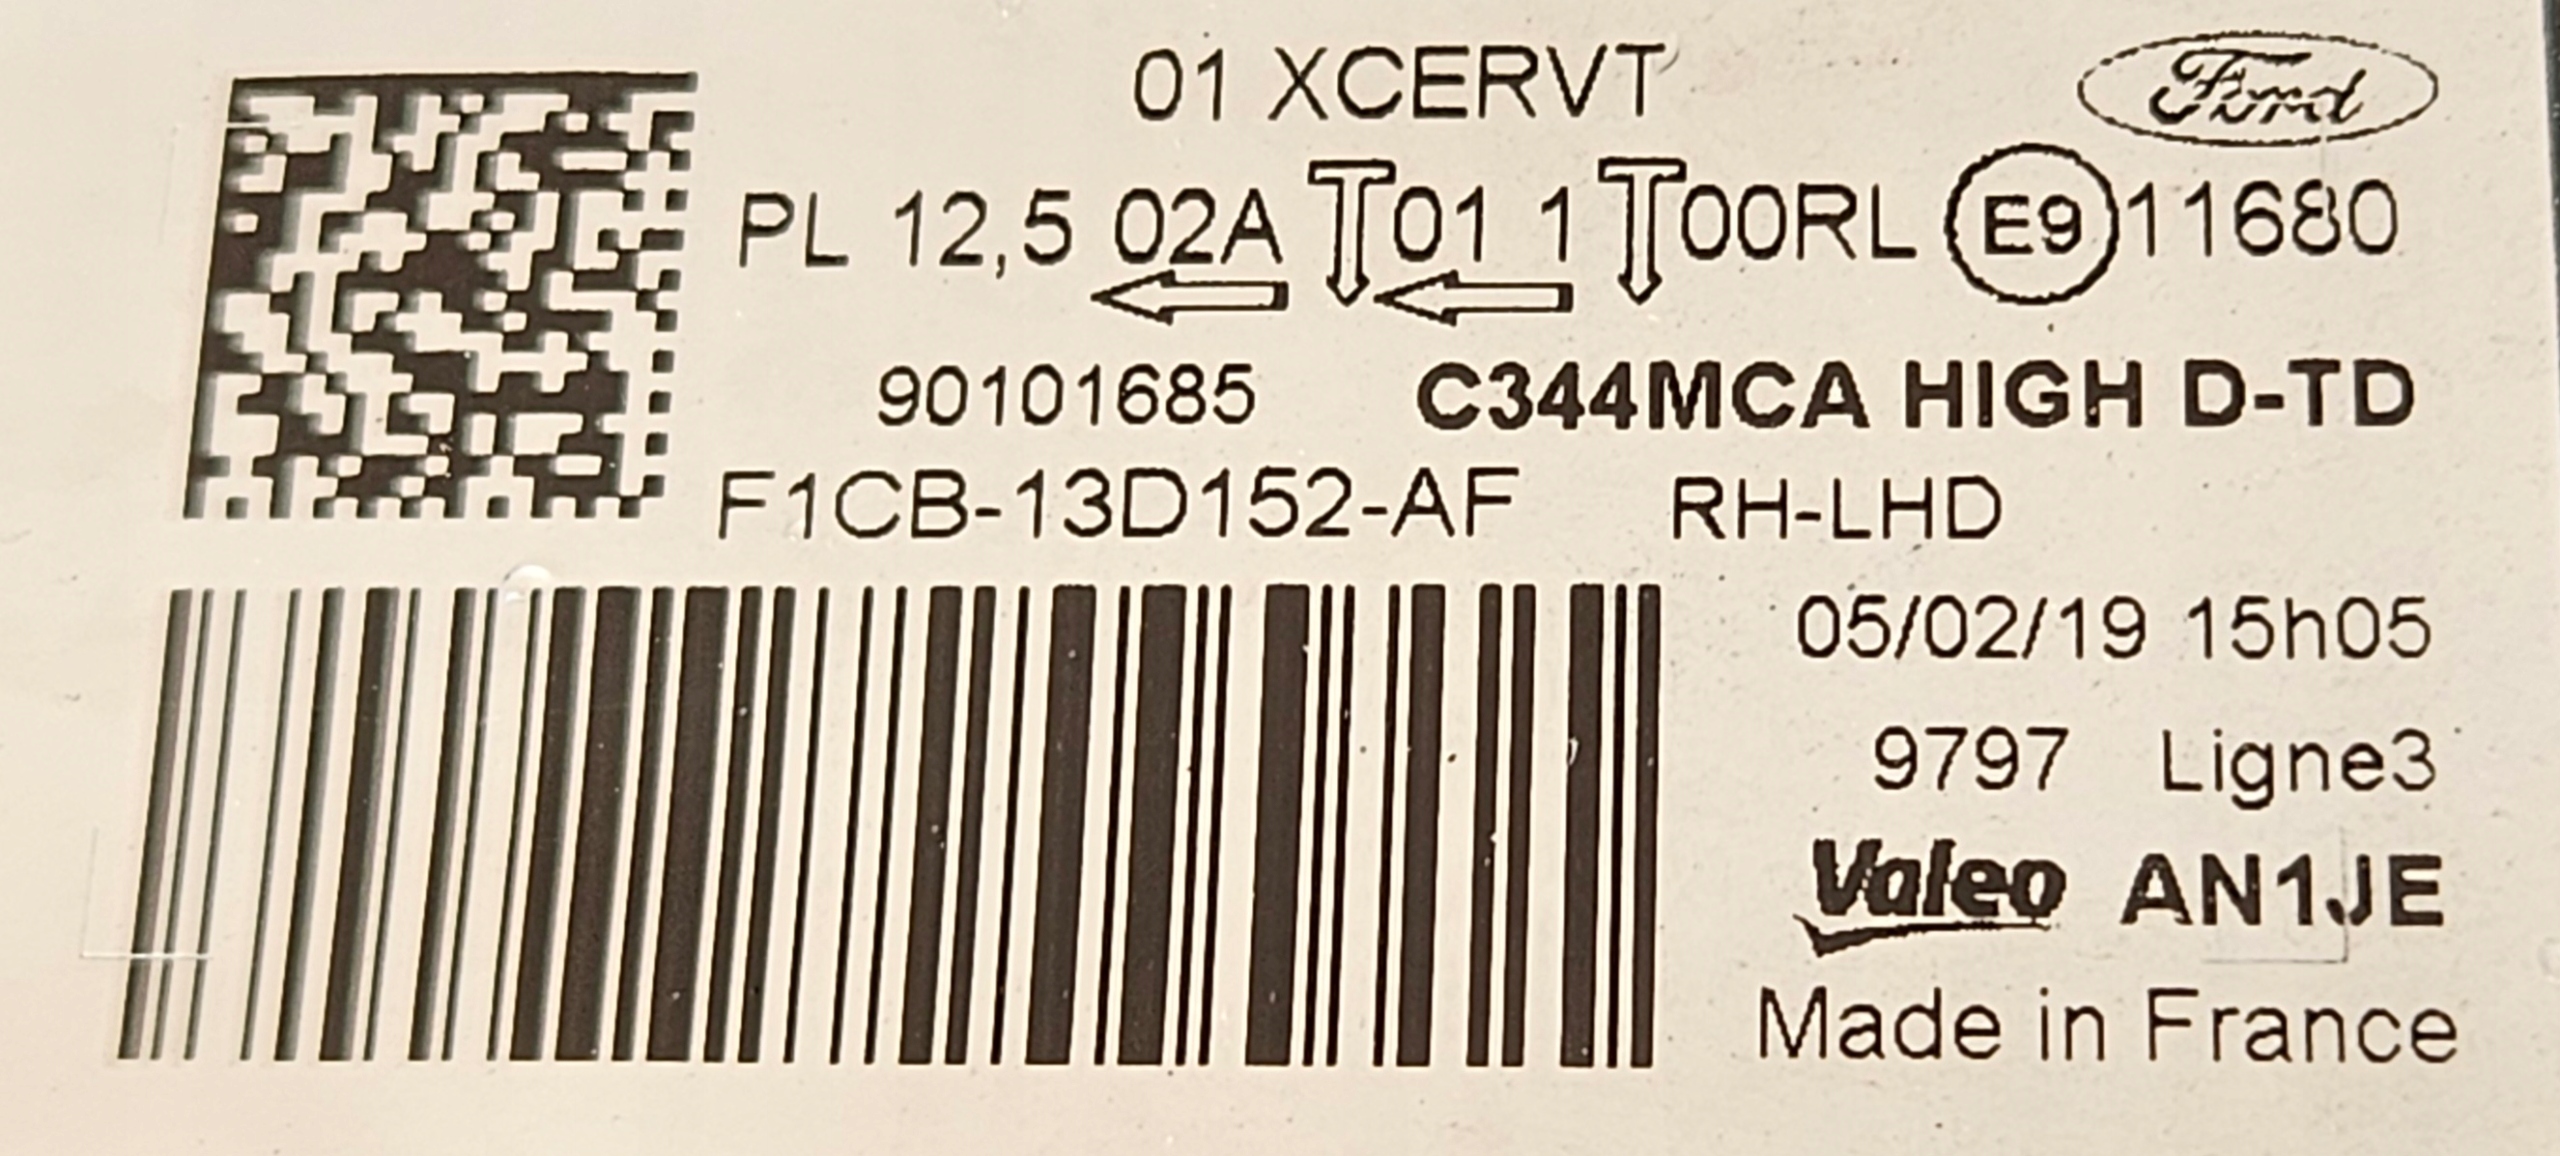 01 XCERVT
Ford
PL 12,5 02A 01 1 00RL E9 11680
90101685 C344MCA HIGH D-TD
F1CB-13D152-AF RH-LHD
05/02/19 15h05
9797 Ligne3
Valeo AN1JE
Made in France